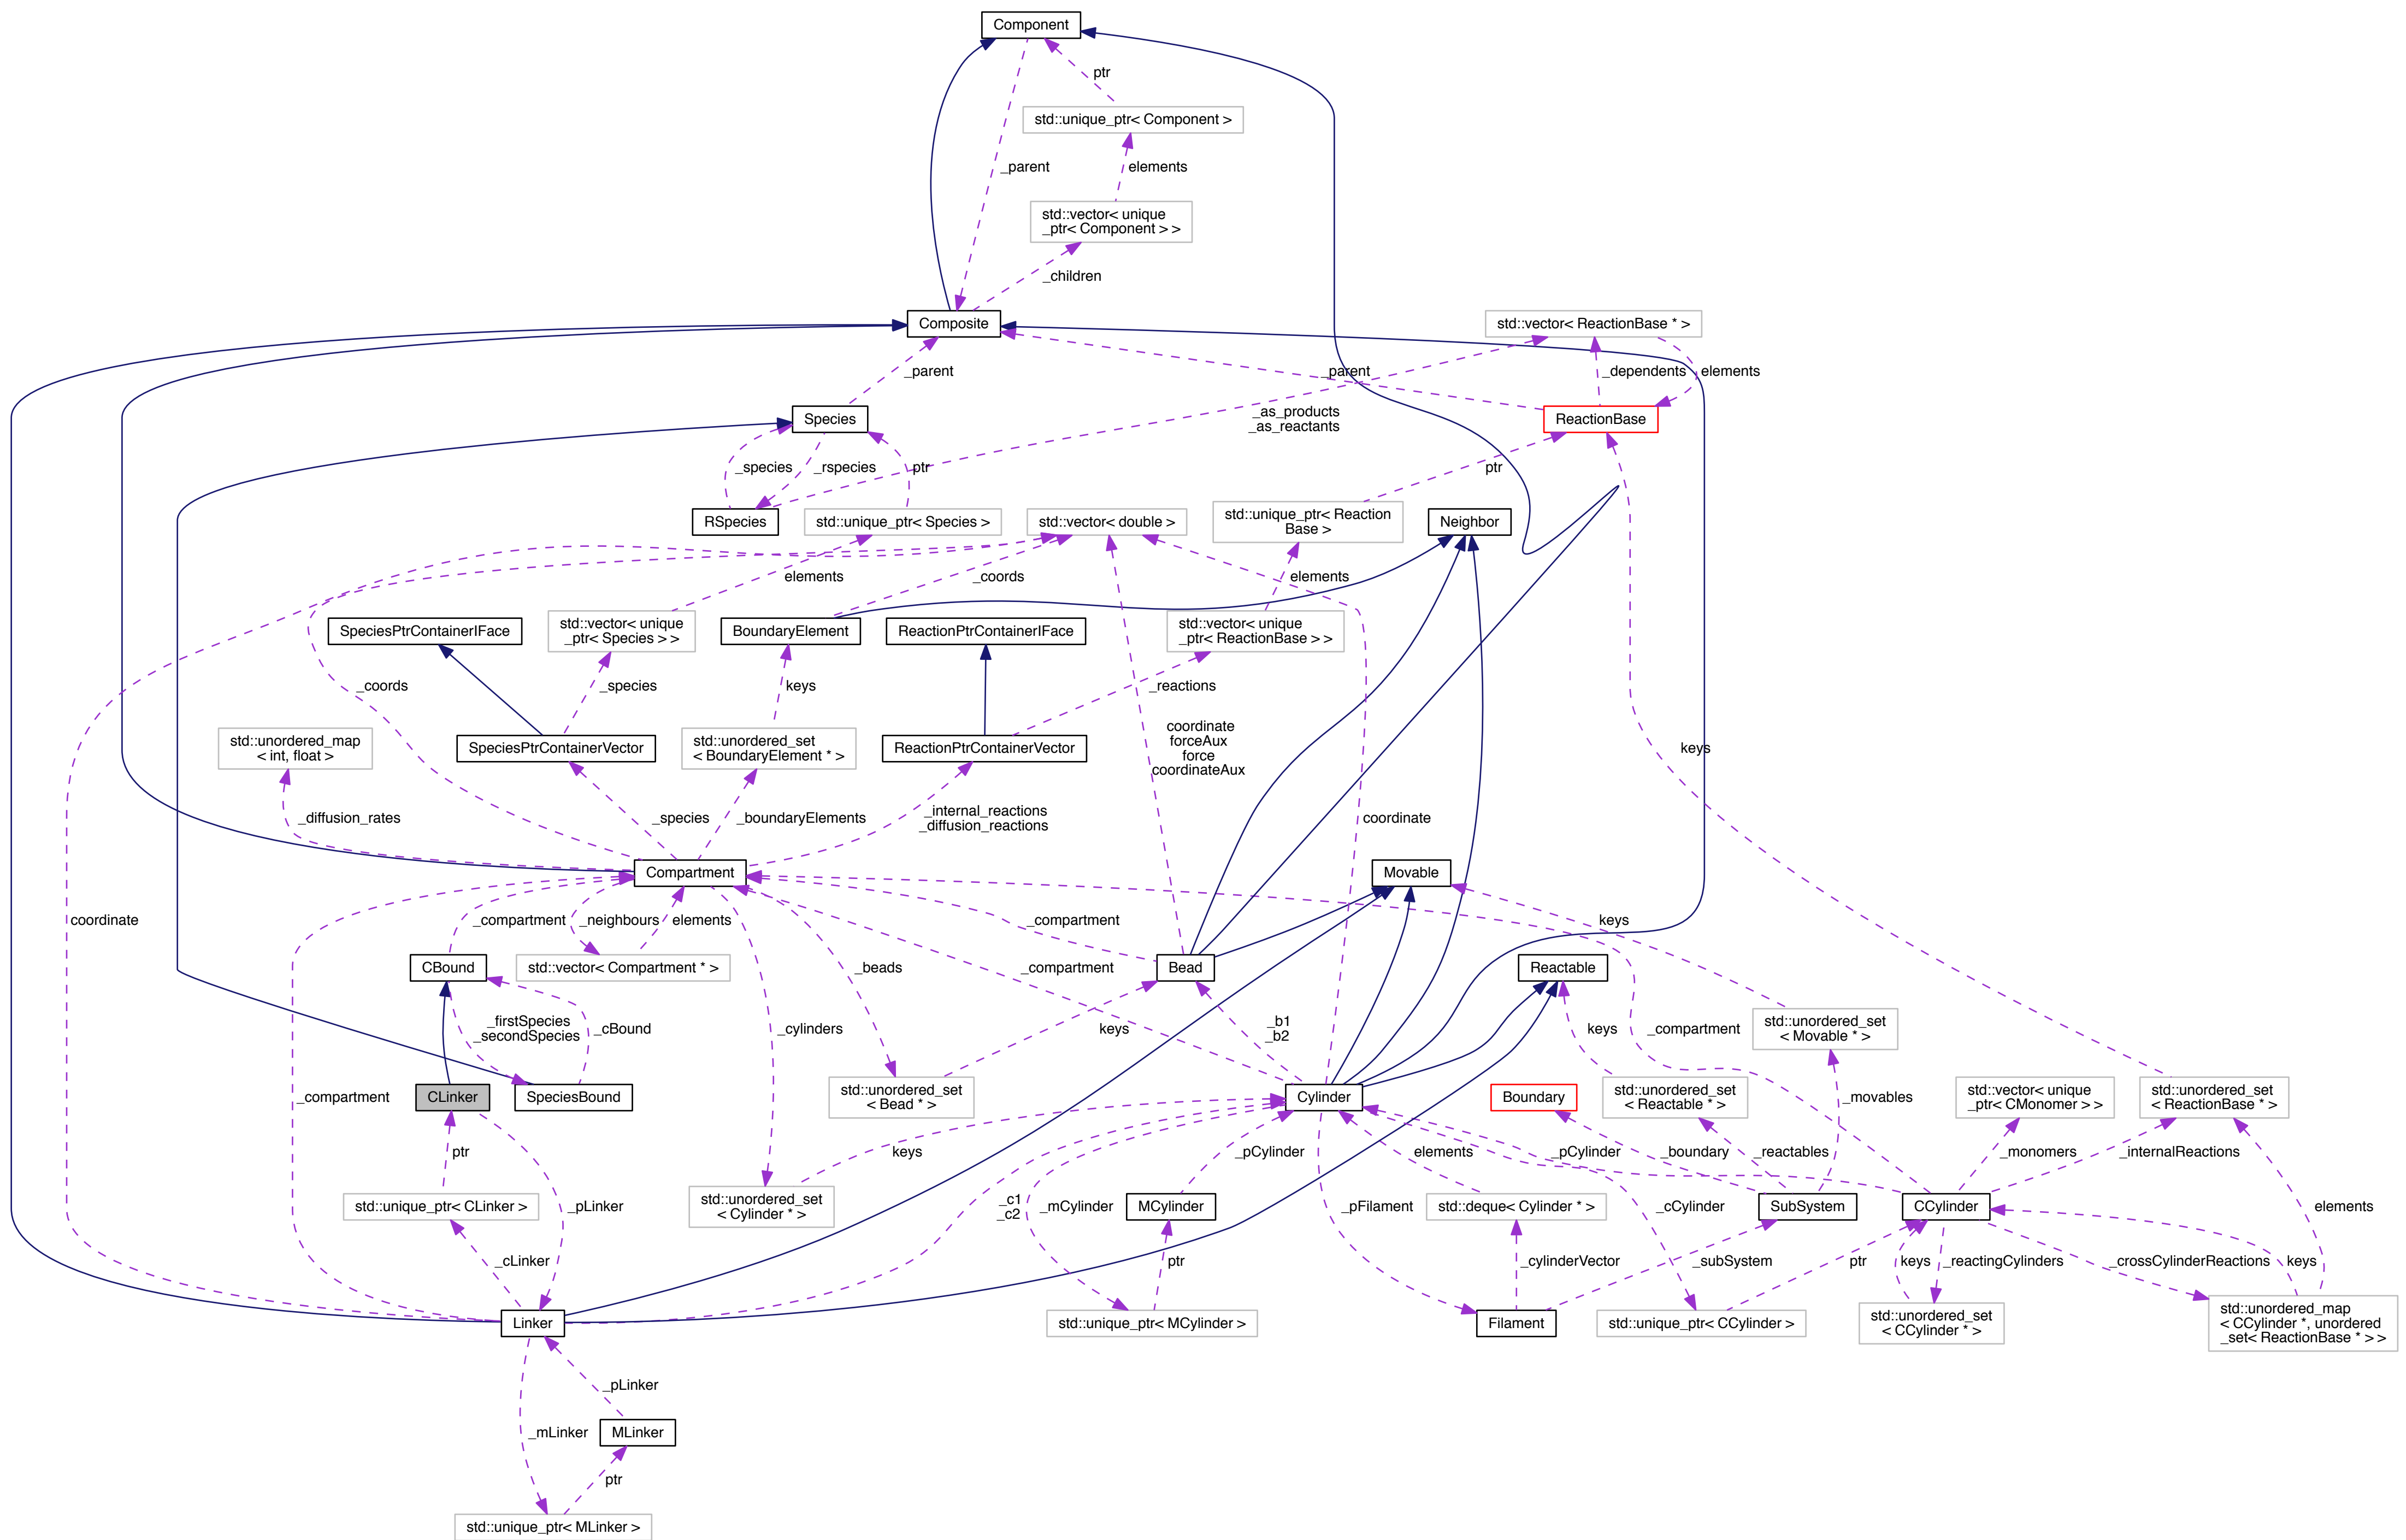 Component
ptr
std::unique_ptr< Component >
_parent
elements
std::vector< unique
_ptr< Component > >
_children
Composite
std::vector< ReactionBase * >
_parent
_parent
_dependents
elements
Species
_as_products
_as_reactants
ReactionBase
_species
_rspecies
ptr
ptr
RSpecies
std::unique_ptr< Species >
std::vector< double >
std::unique_ptr< Reaction
Base >
Neighbor
elements
_coords
elements
SpeciesPtrContainerIFace
std::vector< unique
_ptr< Species > >
BoundaryElement
ReactionPtrContainerIFace
std::vector< unique
_ptr< ReactionBase > >
_coords
_species
keys
_reactions
std::unordered_map
< int, float >
SpeciesPtrContainerVector
std::unordered_set
< BoundaryElement * >
ReactionPtrContainerVector
coordinate
forceAux
force
coordinateAux
keys
_diffusion_rates
_species
_boundaryElements
_internal_reactions
_diffusion_reactions
coordinate
Compartment
Movable
coordinate
_compartment
_neighbours
elements
_compartment
keys
CBound
std::vector< Compartment * >
_beads
Bead
_compartment
Reactable
_firstSpecies
_secondSpecies
_cBound
_cylinders
keys
_b1
_b2
keys
_compartment
std::unordered_set
< Movable * >
_compartment
CLinker
SpeciesBound
std::unordered_set
< Bead * >
Cylinder
Boundary
std::unordered_set
< Reactable * >
_movables
std::vector< unique
_ptr< CMonomer > >
std::unordered_set
< ReactionBase * >
ptr
keys
_pCylinder
elements
_pCylinder
_boundary
_reactables
_monomers
_internalReactions
std::unique_ptr< CLinker >
_pLinker
std::unordered_set
< Cylinder * >
_c1
_c2
_mCylinder
MCylinder
_pFilament
std::deque< Cylinder * >
_cCylinder
SubSystem
CCylinder
elements
_cLinker
ptr
_cylinderVector
_subSystem
ptr
keys
_reactingCylinders
_crossCylinderReactions
keys
Linker
std::unique_ptr< MCylinder >
Filament
std::unique_ptr< CCylinder >
std::unordered_set
< CCylinder * >
std::unordered_map
< CCylinder *, unordered
_set< ReactionBase * > >
_pLinker
_mLinker
MLinker
ptr
std::unique_ptr< MLinker >